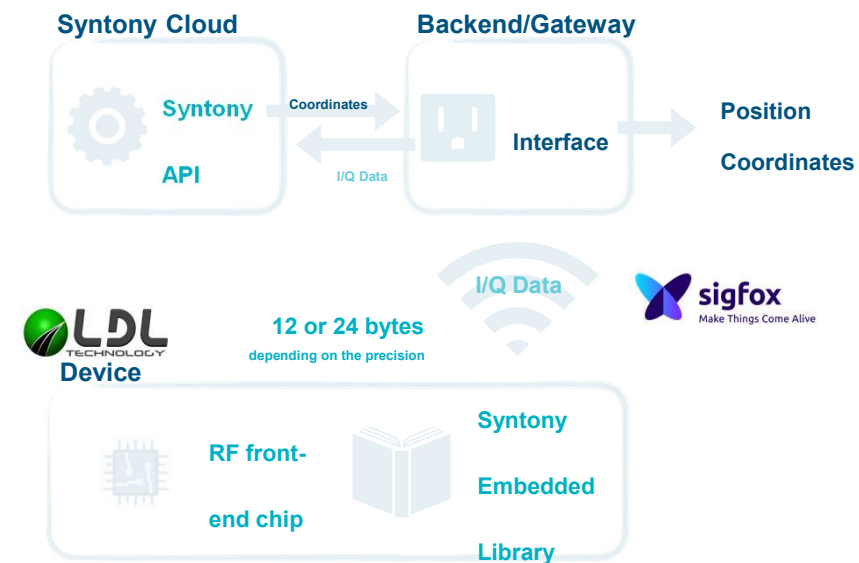 Syntony Cloud
Backend/Gateway
Syntony
API
Coordinates
I/Q Data
Interface
Position
Coordinates
I/Q Data
sigfox
Make Things Come Alive
LDL
TECHNOLOGY
12 or 24 bytes
depending on the precision
Device
RF front-
end chip
Syntony
Embedded
Library